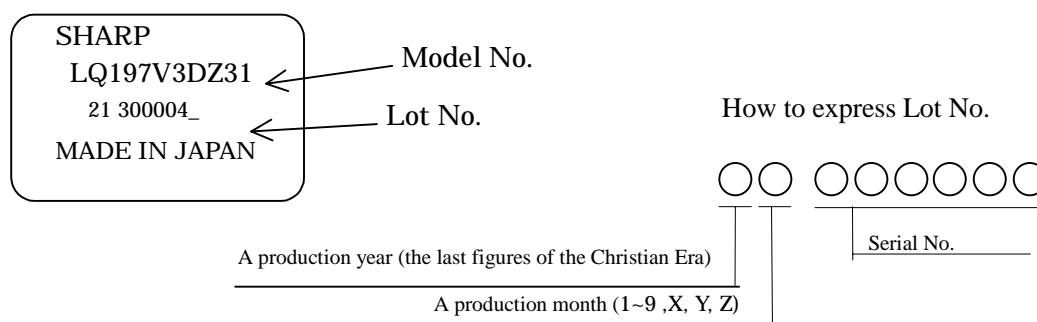 SHARP
LQ197V3DZ31
21 300004_
MADE IN JAPAN
Model No.
Lot No.
How to express Lot No.
Serial No.
A production year (the last figures of the Christian Era)
A production month (1~9 ,X, Y, Z)